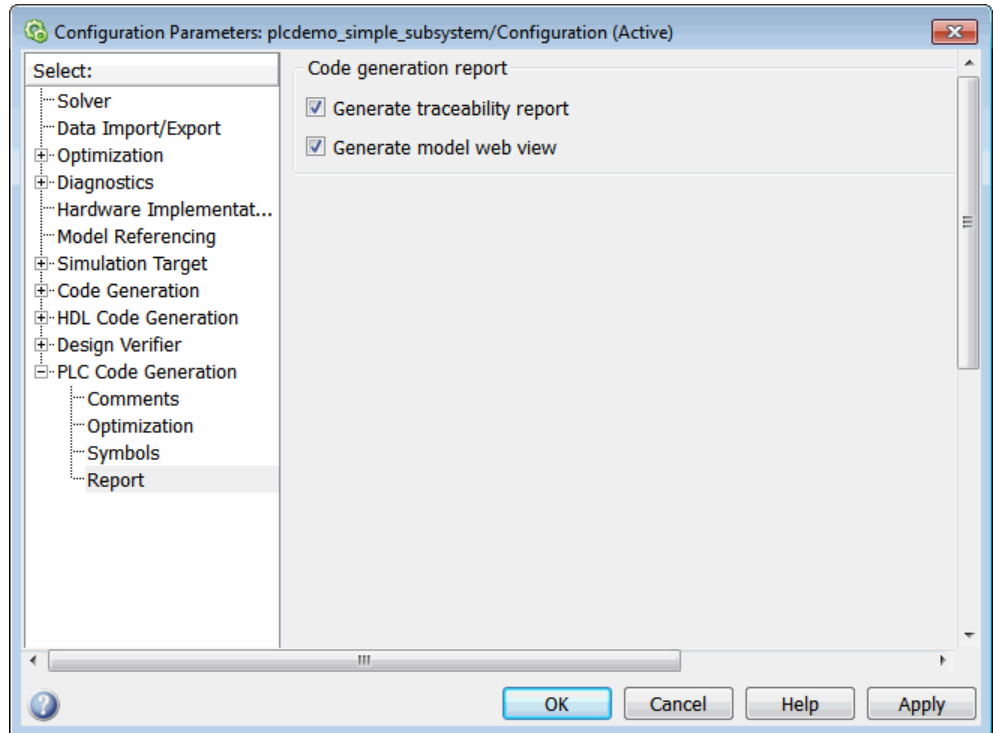 Configuration Parameters: plcdemo_simple_subsystem/Configuration (Active)
Select:
Solver
Data Import/Export
Optimization
Diagnostics
Hardware Implementat...
Model Referencing
Simulation Target
Code Generation
HDL Code Generation
Design Verifier
PLC Code Generation
Comments
Optimization
Symbols
Report
Code generation report
Generate traceability report
Generate model web view
OK
Cancel
Help
Apply